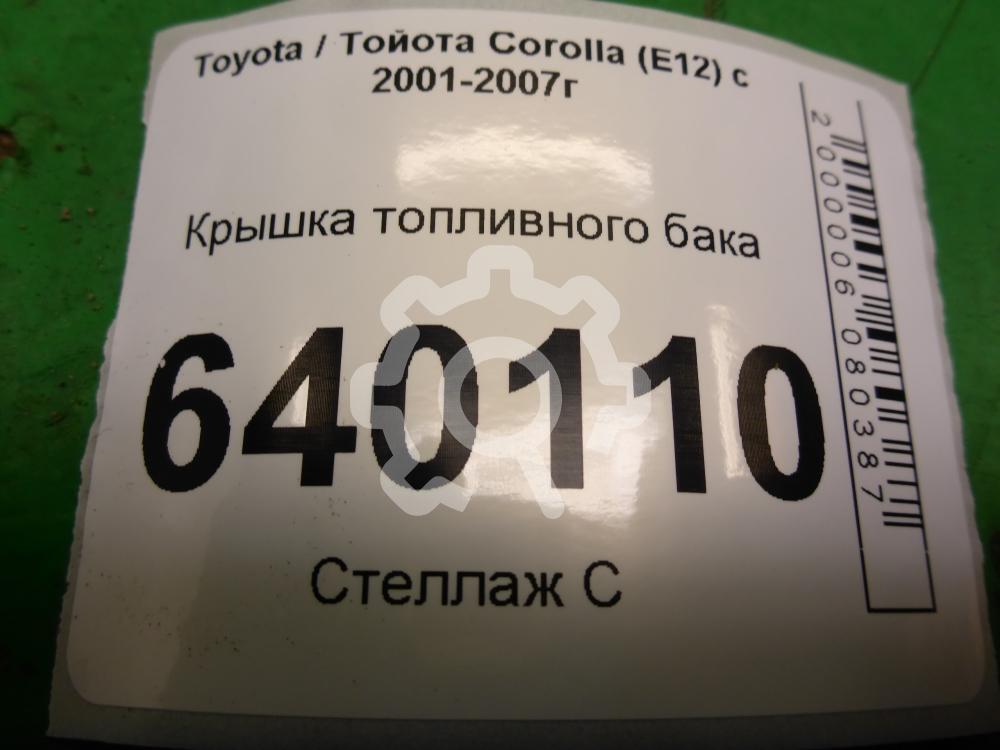 Toyota / Тойота Corolla (E12) с
2001-2007г
Крышка топливного бака
640110
Стеллаж С
2000006080387